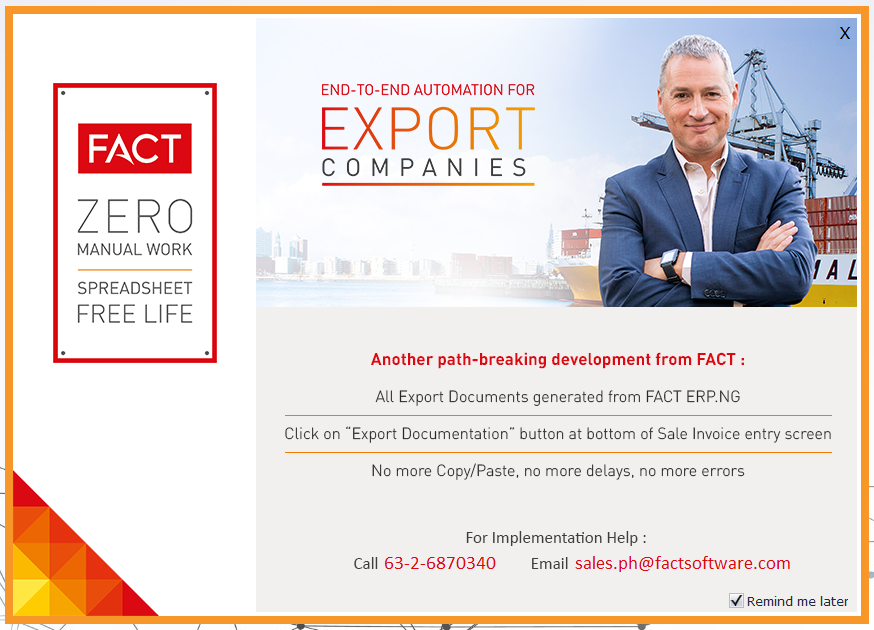 X
END-TO-END AUTOMATION FOR
EXPORT
COMPANIES
FACT
ZERO
MANUAL WORK
SPREADSHEET
FREE LIFE
MAL
Another path-breaking development from FACT :
All Export Documents generated from FACT ERP.NG
Click on “Export Documentation” button at bottom of Sale Invoice entry screen
No more Copy/Paste, no more delays, no more errors
For Implementation Help :
Call 63-2-6870340 Email sales.ph@factsoftware.com
Remind me later